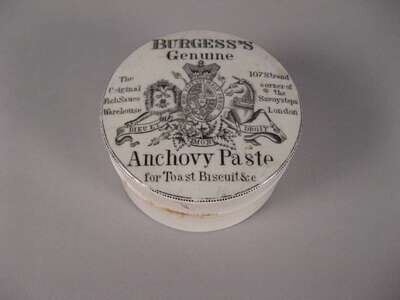 BURGESS'S
Genuine
The
Original
Fish Sauce
Warehouse
107 Strand
corner of
the
Savoy steps
London
DIEU ET
MON
DROIT
Anchovy Paste
for Toast Biscuit &c